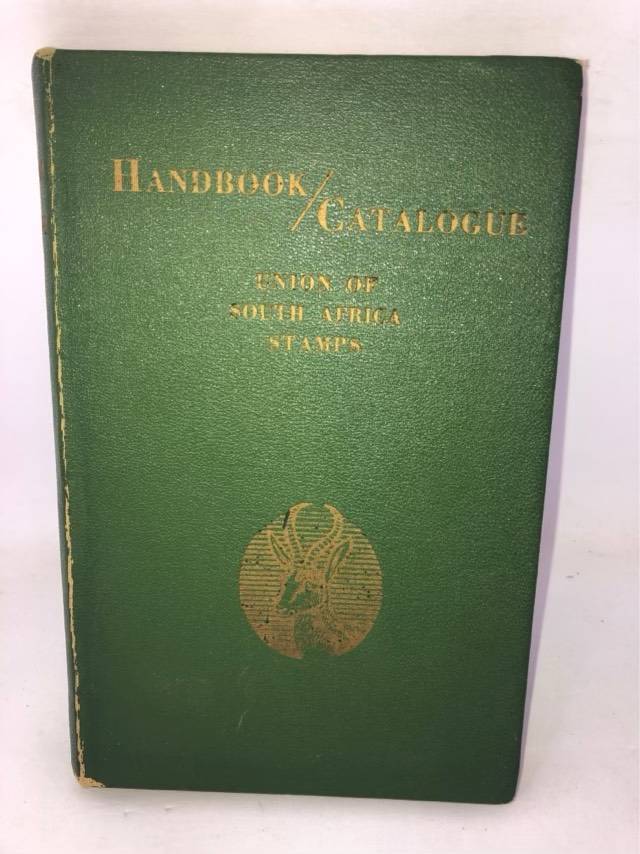 HANDBOOK/
CATALOGUE
UNION OF
SOUTH AFRICA
STAMPS